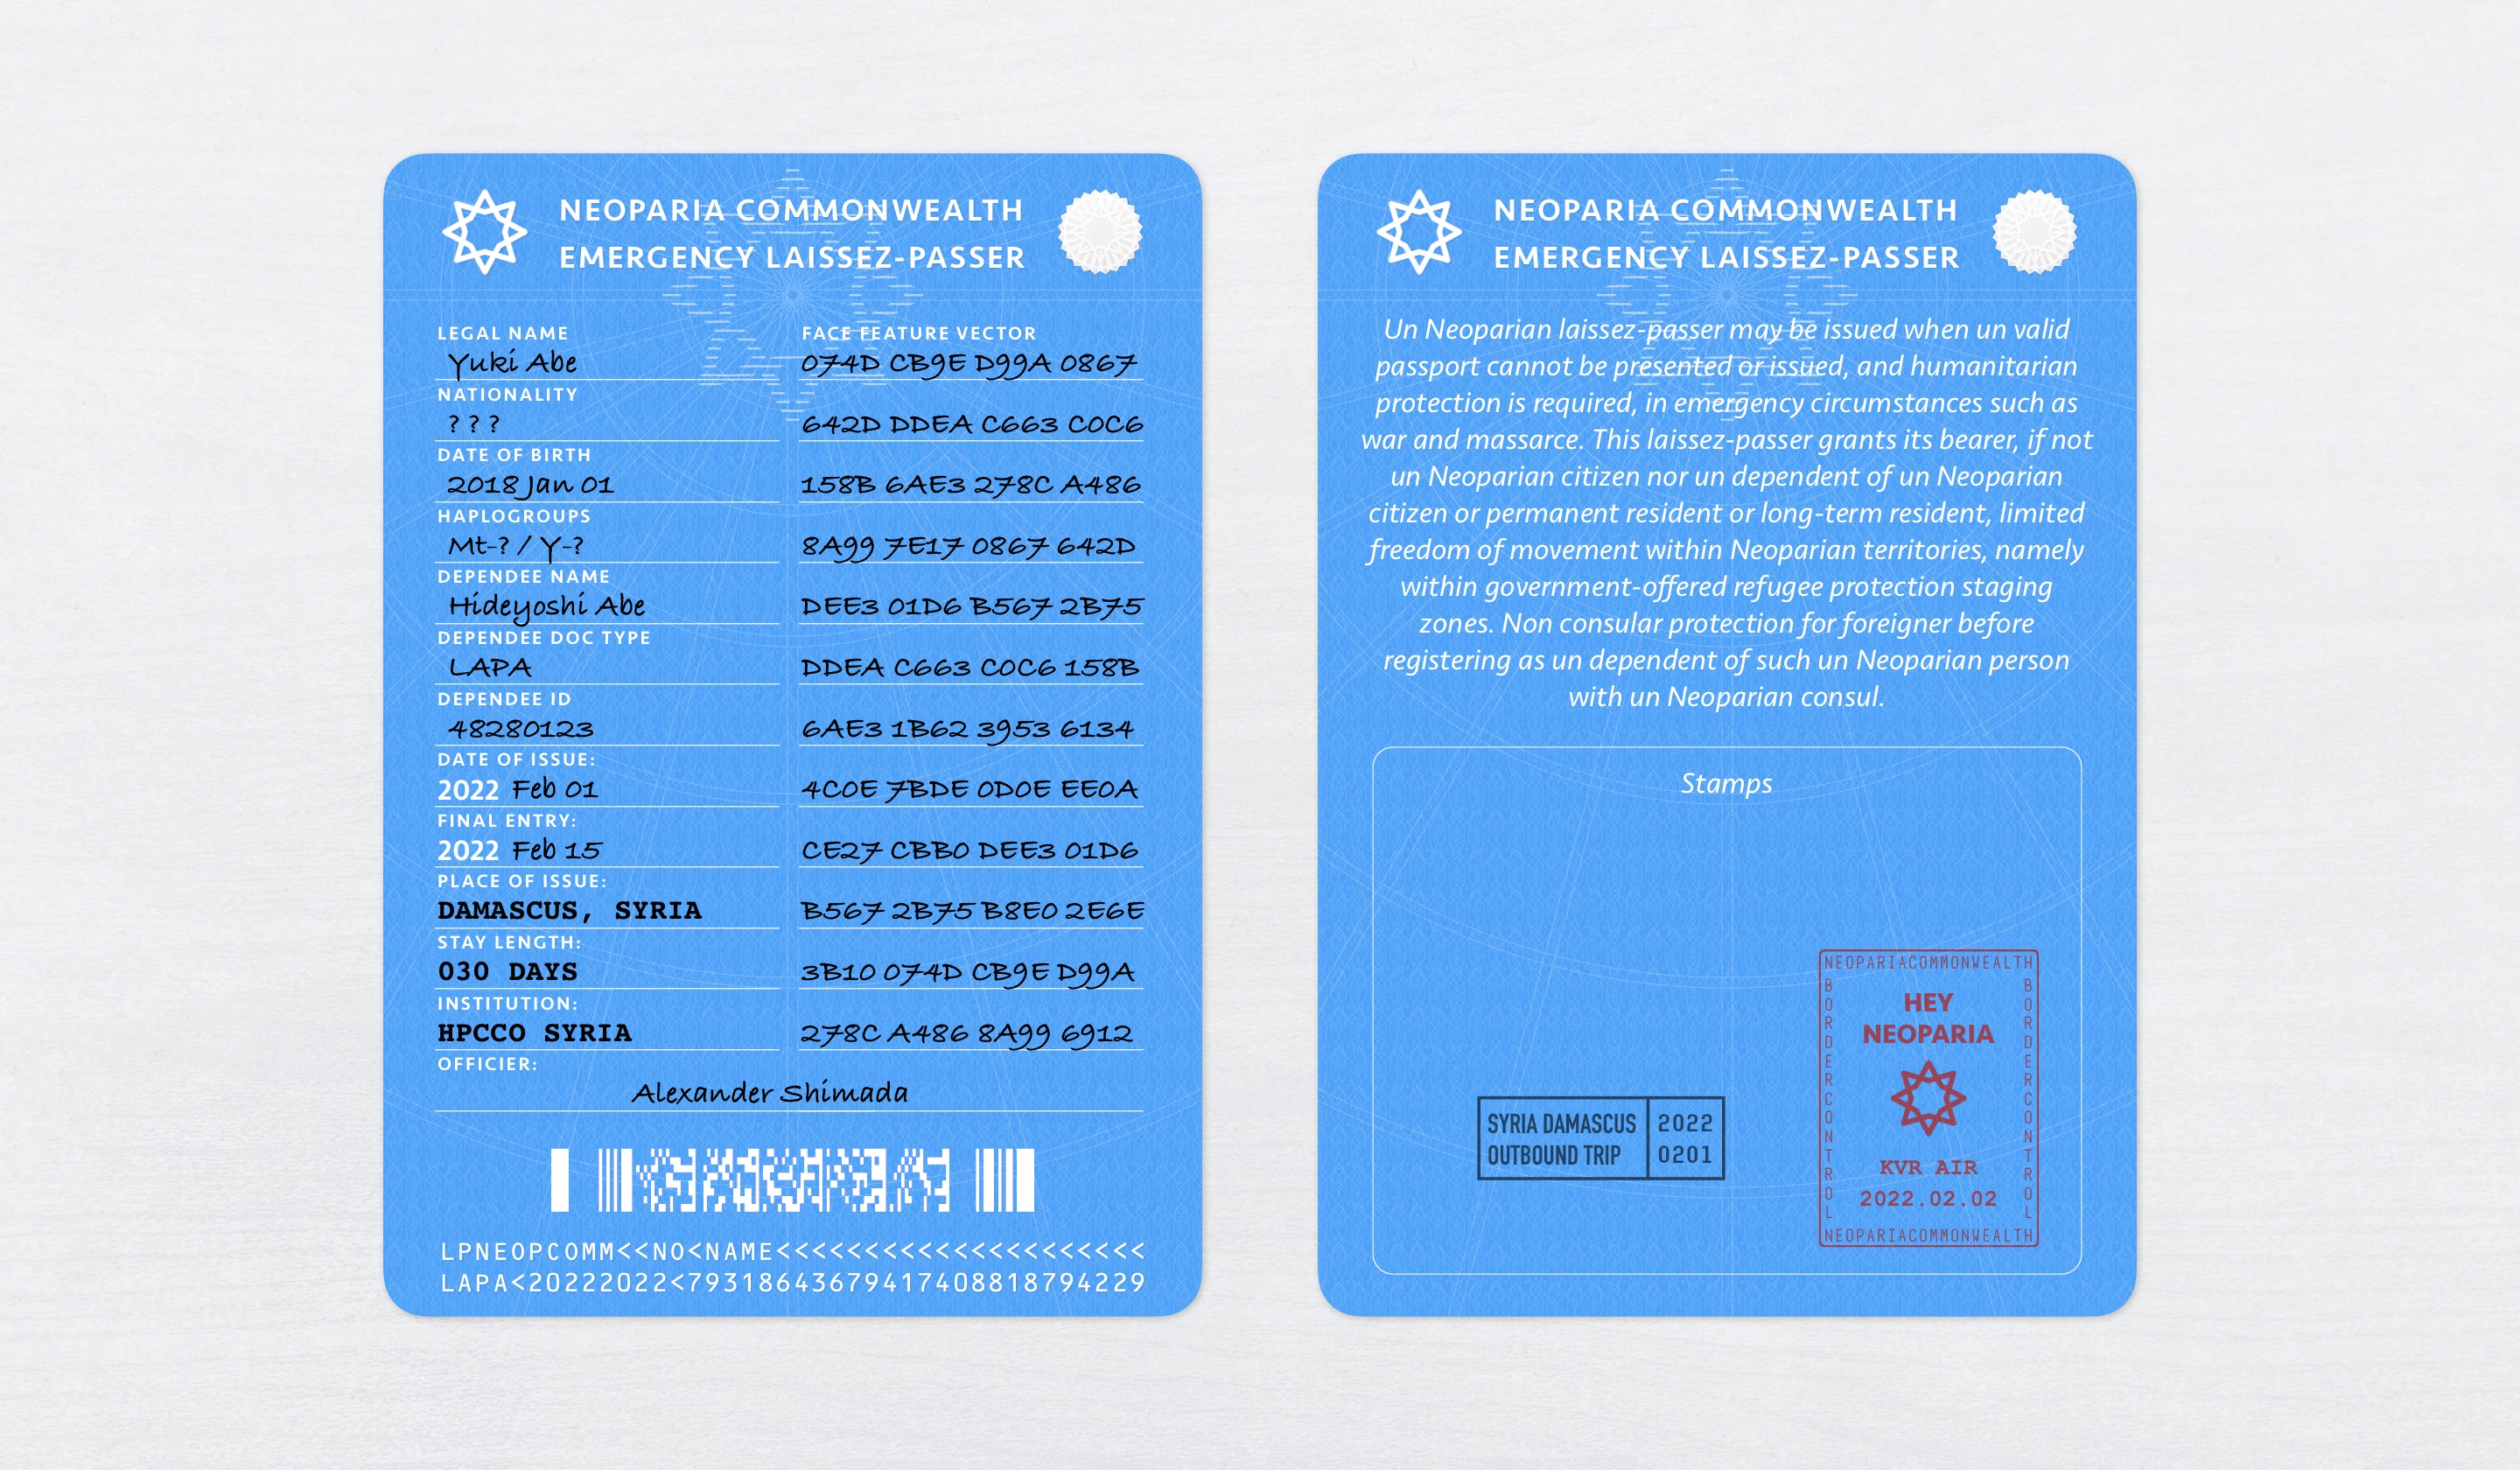 NEOPARIA COMMONWEALTH
EMERGENCY LAISSEZ-PASSER
LEGAL NAME
Yuki Abe
NATIONALITY
? ? ?
DATE OF BIRTH
2018 Jan 01
HAPLOGROUPS
Mt-? / Y-?
DEPENDEE NAME
Hideyoshi Abe
DEPENDEE DOC TYPE
LAPA
DEPENDEE ID
48280123
DATE OF ISSUE:
2022 Feb 01
FINAL ENTRY:
2022 Feb 15
PLACE OF ISSUE:
DAMASCUS, SYRIA
STAY LENGTH:
030 DAYS
INSTITUTION:
HPCCO SYRIA
FACE FEATURE VECTOR
074D CB9E D99A 0867
642D DDEA C663 C0C6
158B 6AE3 278C A486
8A99 7E17 0867 642D
DEE3 01D6 B567 2B75
DDEA C663 C0C6 158B
6AE3 1B62 3953 6134
4C0E 7BDE 0D0E EE0A
CE27 CBB0 DEE3 01D6
B567 2B75 B8E0 2E6E
3B10 074D CB9E D99A
278C A486 8A99 6912
OFFICIER:
Alexander Shimada
LPNEOPCOMM<<NO<NAME<<<<<<<<<<<<<<<<<<<<<
LAPA<20222022<79318643679417408818794229
NEOPARIA COMMONWEALTH
EMERGENCY LAISSEZ-PASSER
Un Neoparian laissez-passer may be issued when un valid
passport cannot be presented or issued, and humanitarian
protection is required, in emergency circumstances such as
war and massarce. This laissez-passer grants its bearer, if not
un Neoparian citizen nor un dependent of un Neoparian
citizen or permanent resident or long-term resident, limited
freedom of movement within Neoparian territories, namely
within government-offered refugee protection staging
zones. Non consular protection for foreigner before
registering as un dependent of such un Neoparian person
with un Neoparian consul.
Stamps
SYRIA DAMASCUS
OUTBOUND TRIP
2022
0201
NEOPARIACOMMONWEALTH
BORDERCONTROL
HEY
NEOPARIA
KVR AIR
2022.02.02
BORDERCONTROL
NEOPARIACOMMONWEALTH